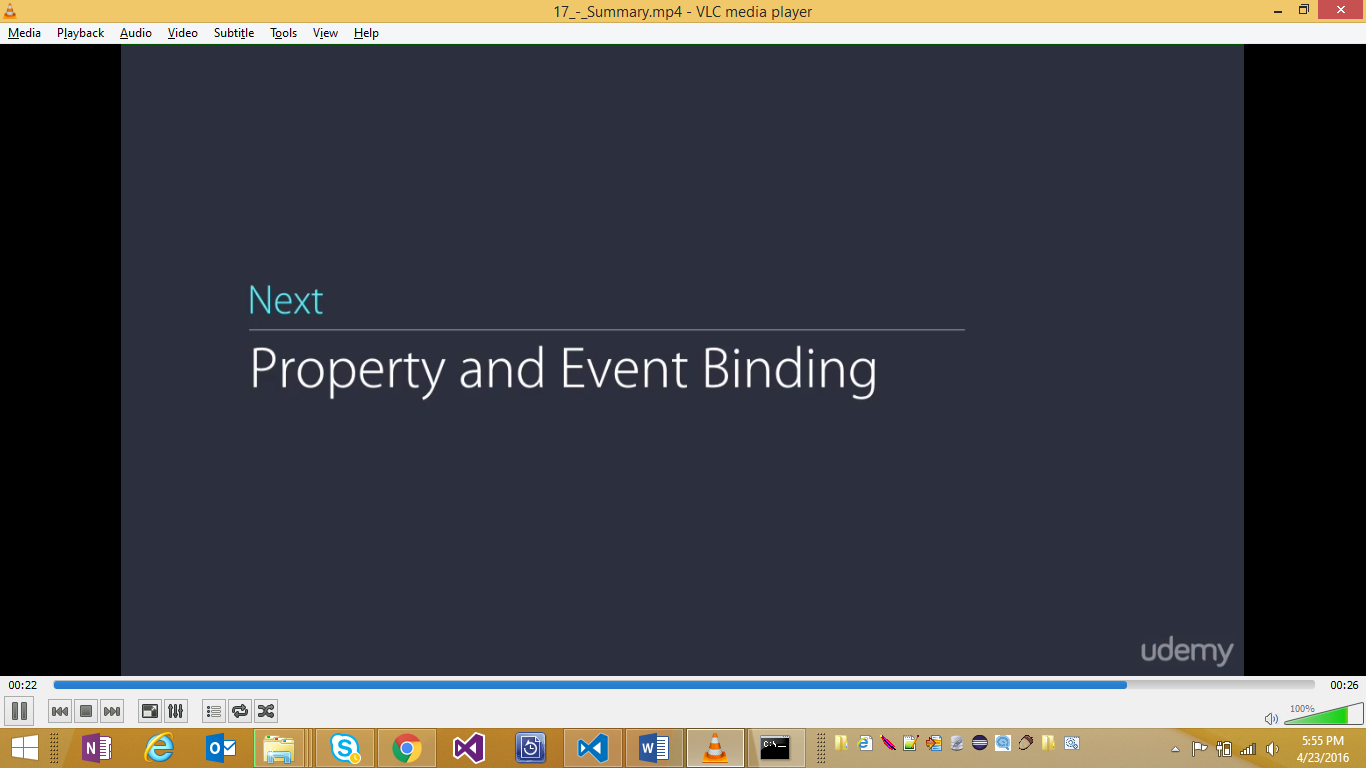 17_-_Summary.mp4 - VLC media player
Media Playback Audio Video Subtitle Tools View Help
Next
Property and Event Binding
udemy
00:22 00:26
100%
N
S
W
C:\_
5:55 PM
4/23/2016